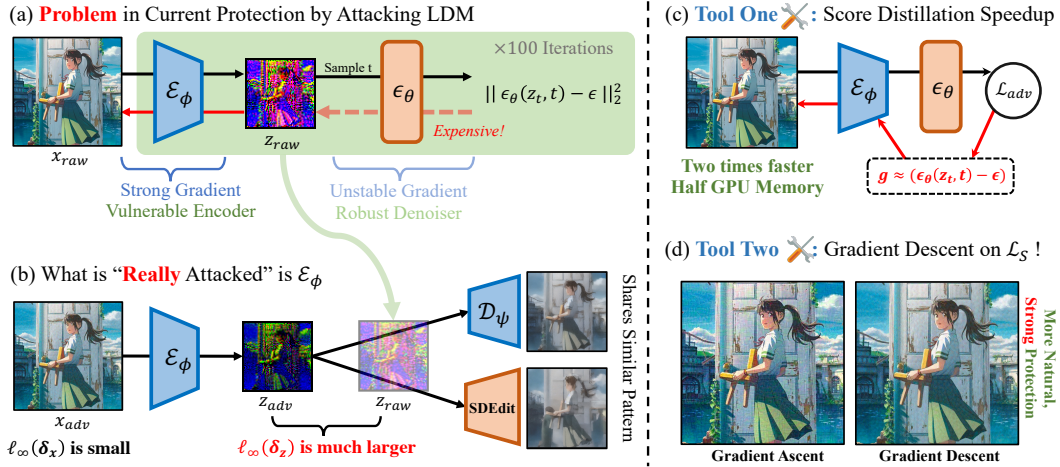 (a) Problem in Current Protection by Attacking LDM
×100 Iterations
ℰ_ϕ
Sample t
ϵ_θ
|| ϵ_θ(z_t, t) − ϵ ||₂²
Expensive!
x_raw
z_raw
Strong Gradient
Vulnerable Encoder
Unstable Gradient
Robust Denoiser
(b) What is “Really Attacked” is ℰ_ϕ
ℰ_ϕ
𝒟_ψ
SDEdit
x_adv
z_adv
z_raw
ℓ_∞(δ_x) is small
ℓ_∞(δ_z) is much larger
Shares Similar Pattern
(c) Tool One : Score Distillation Speedup
ℰ_ϕ
ϵ_θ
ℒ_adv
Two times faster
Half GPU Memory
g ≈ (ϵ_θ(z_t, t) − ϵ)
(d) Tool Two : Gradient Descent on ℒ_S !
More Natural,
Strong Protection
Gradient Ascent
Gradient Descent